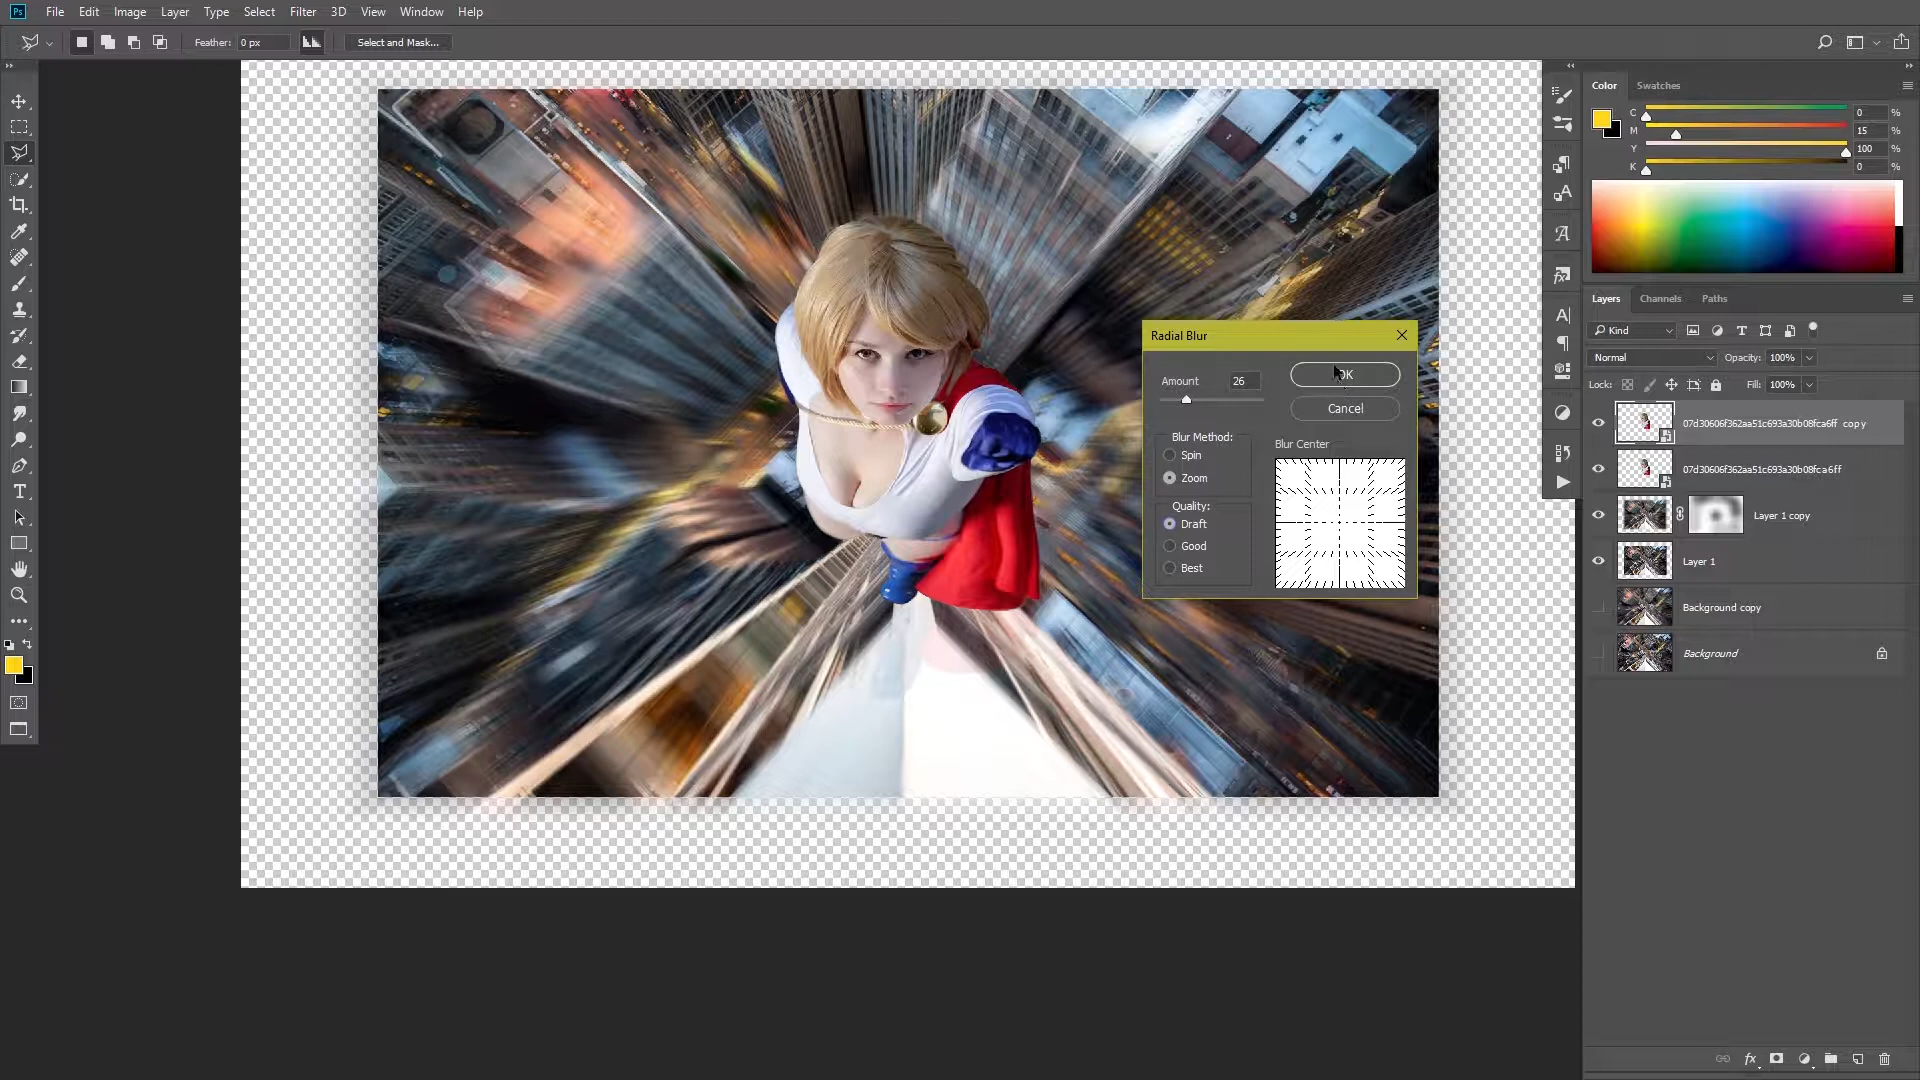 Ps File Edit Image Layer Type Select Filter 3D View Window Help
Feather: 0 px Select and Mask...
Color Swatches
C 0 %
M 15 %
Y 100 %
K 0 %
Layers Channels Paths
Kind
Normal Opacity: 100%
Lock: Fill: 100%
07d30606f362aa51c693a30b08fca6ff copy
07d30606f362aa51c693a30b08fca6ff
Layer 1 copy
Layer 1
Background copy
Background
Radial Blur
Amount 26
OK
Cancel
Blur Method:
Spin
Zoom
Quality:
Draft
Good
Best
Blur Center